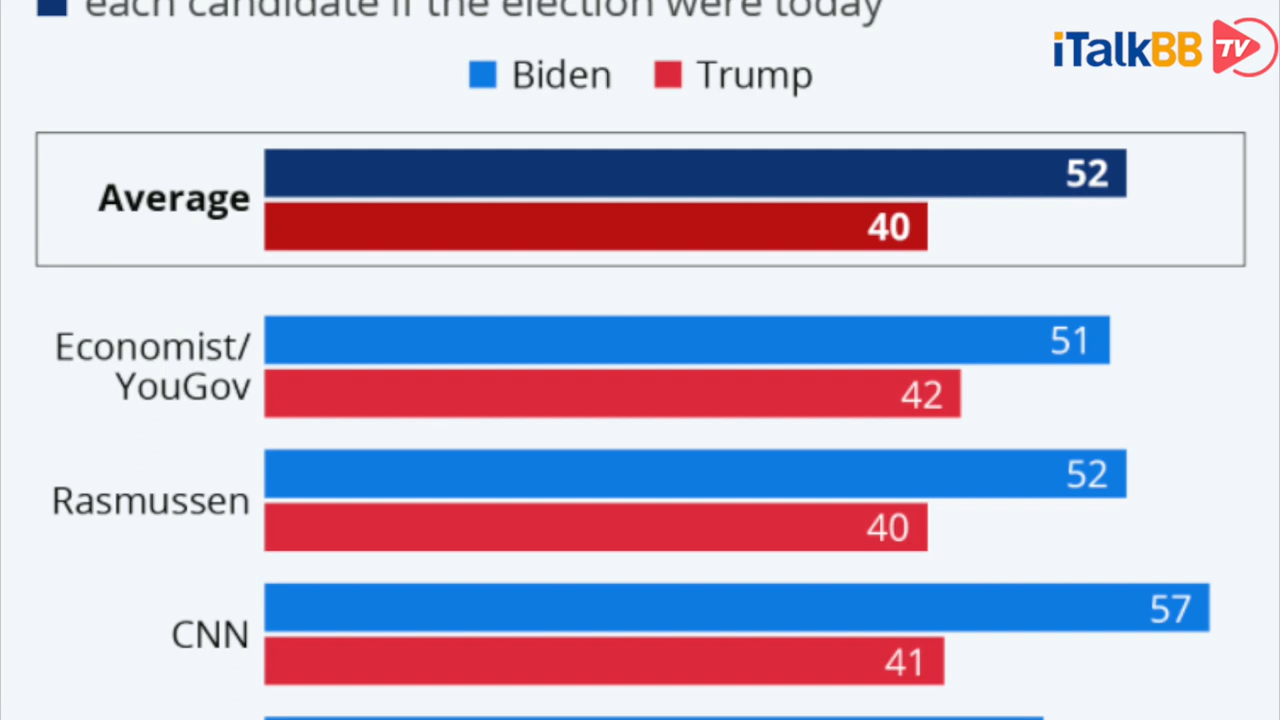 each candidate if the election were today
iTalkBB TV
Biden Trump
Average
52
40
Economist/
YouGov
51
42
Rasmussen
52
40
CNN
57
41